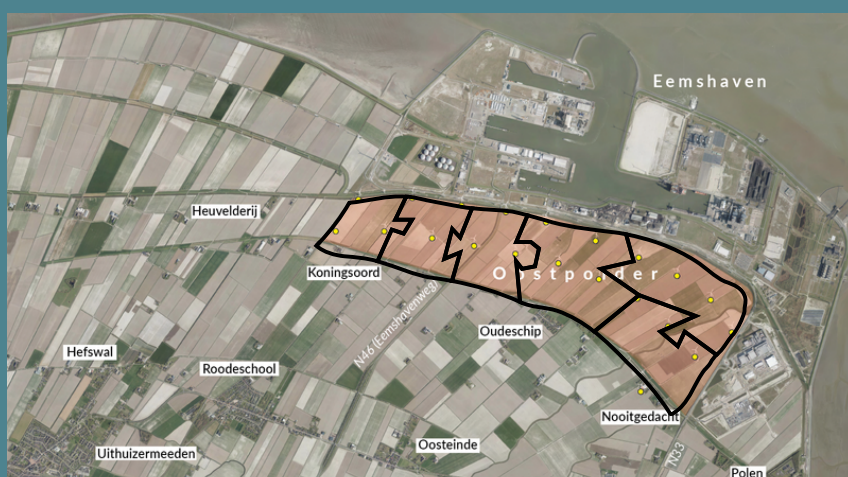 Eemshaven
Heuvelderij
Koningsoord
Oostpolder
N46 (Eemshavenweg)
Oudeschip
Hefswal
Roodeschool
Nooitgedacht
Oosteinde
Uithuizermeeden
N33
Polen